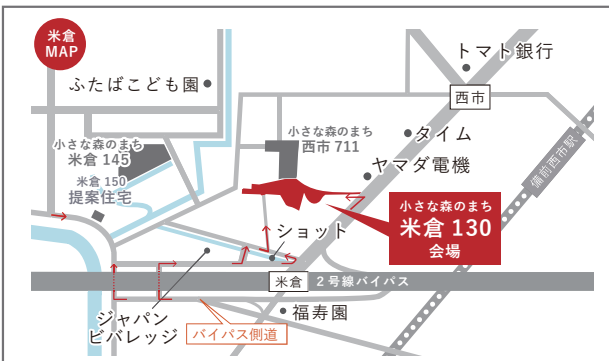 米倉
MAP
トマト銀行
ふたばこども園
西市
小さな森のまち
米倉 145
小さな森のまち
西市 711
タイム
ヤマダ電機
備前西市駅
米倉 150
提案住宅
小さな森のまち
米倉 130
会場
ショット
米倉
2号線バイパス
ジャパン
ビバレッジ
バイパス側道
福寿園